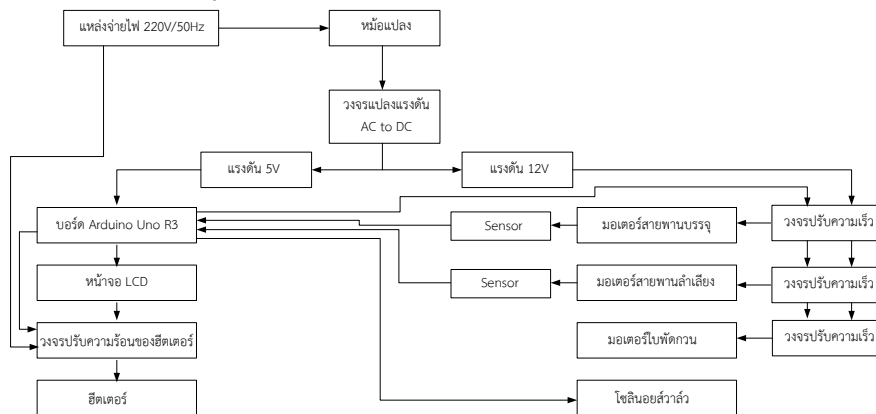 แหล่งจ่ายไฟ 220V/50Hz
หม้อแปลง
วงจรแปลงแรงดัน
AC to DC
แรงดัน 5V
แรงดัน 12V
บอร์ด Arduino Uno R3
Sensor
มอเตอร์สายพานบรรจุ
วงจรปรับความเร็ว
หน้าจอ LCD
Sensor
มอเตอร์สายพานลำเลียง
วงจรปรับความเร็ว
วงจรปรับความร้อนของฮีตเตอร์
มอเตอร์ใบพัดกวน
วงจรปรับความเร็ว
ฮีตเตอร์
โซลินอยส์วาล์ว